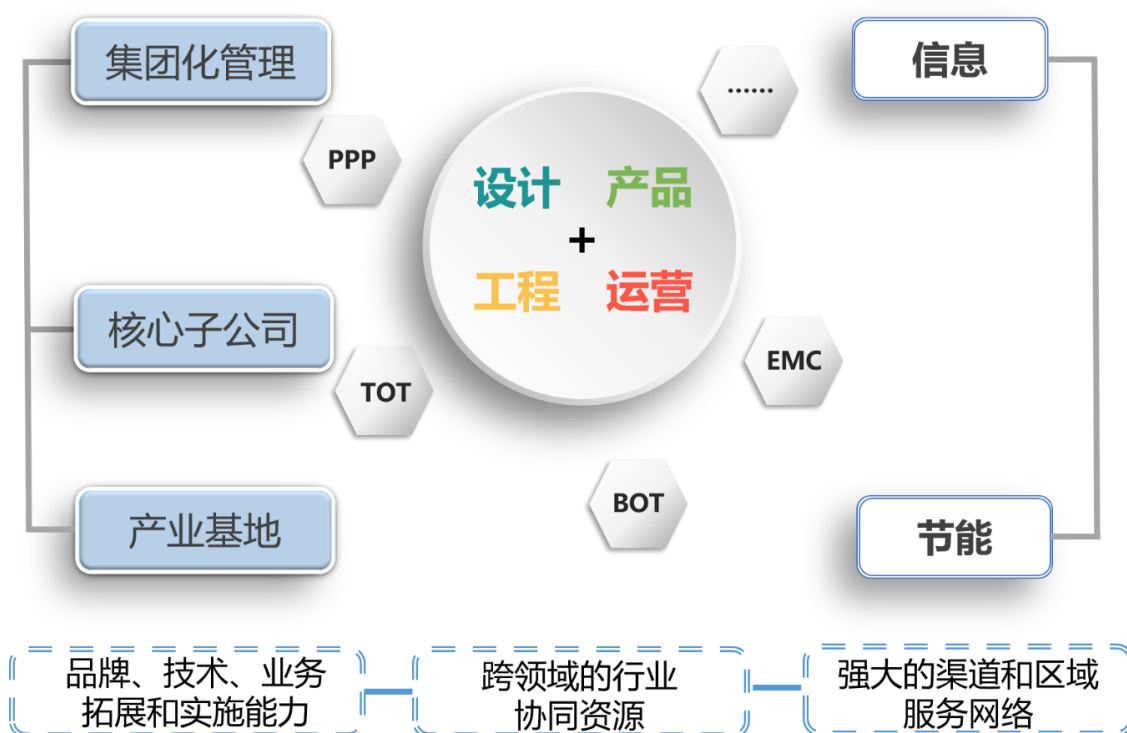 集团化管理
信息
······
PPP
设计 产品
+
工程 运营
核心子公司
EMC
TOT
BOT
产业基地
节能
品牌、技术、业务
拓展和实施能力
跨领域的行业
协同资源
强大的渠道和区域
服务网络